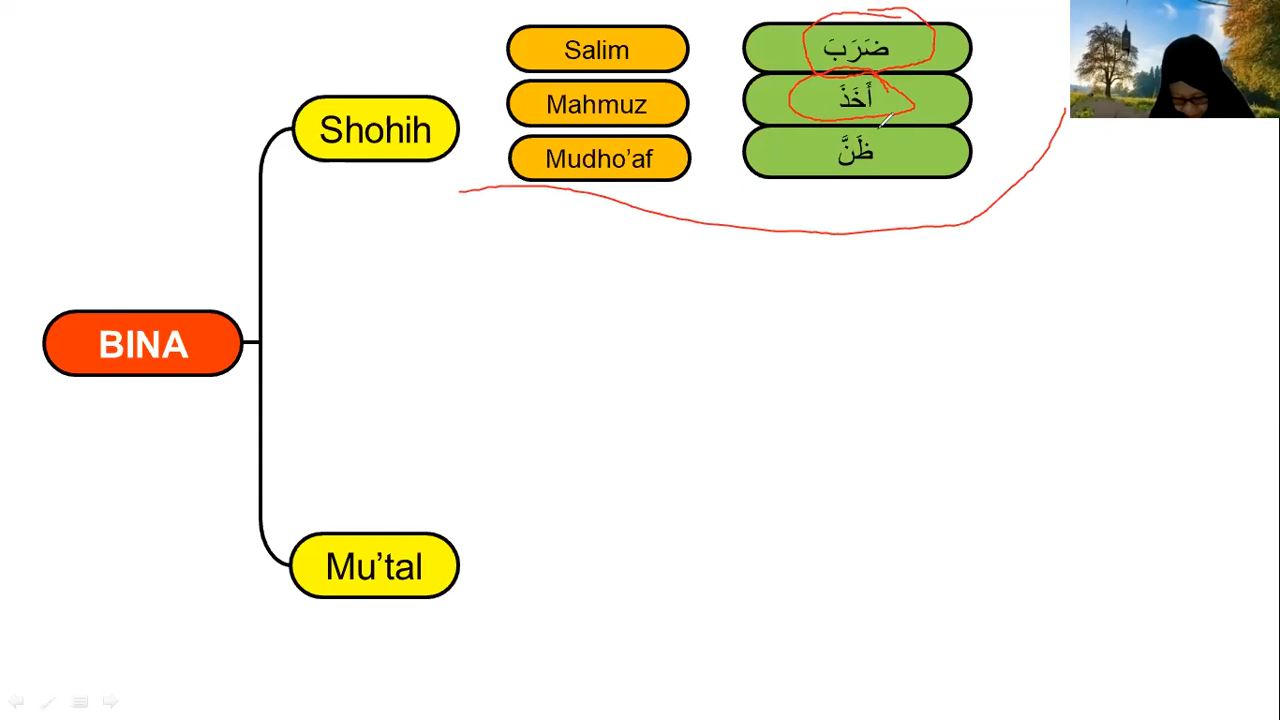 Salim
ضَرَبَ
Mahmuz
أَخَذَ
Shohih
Mudho'af
ظَنَّ
BINA
Mu'tal